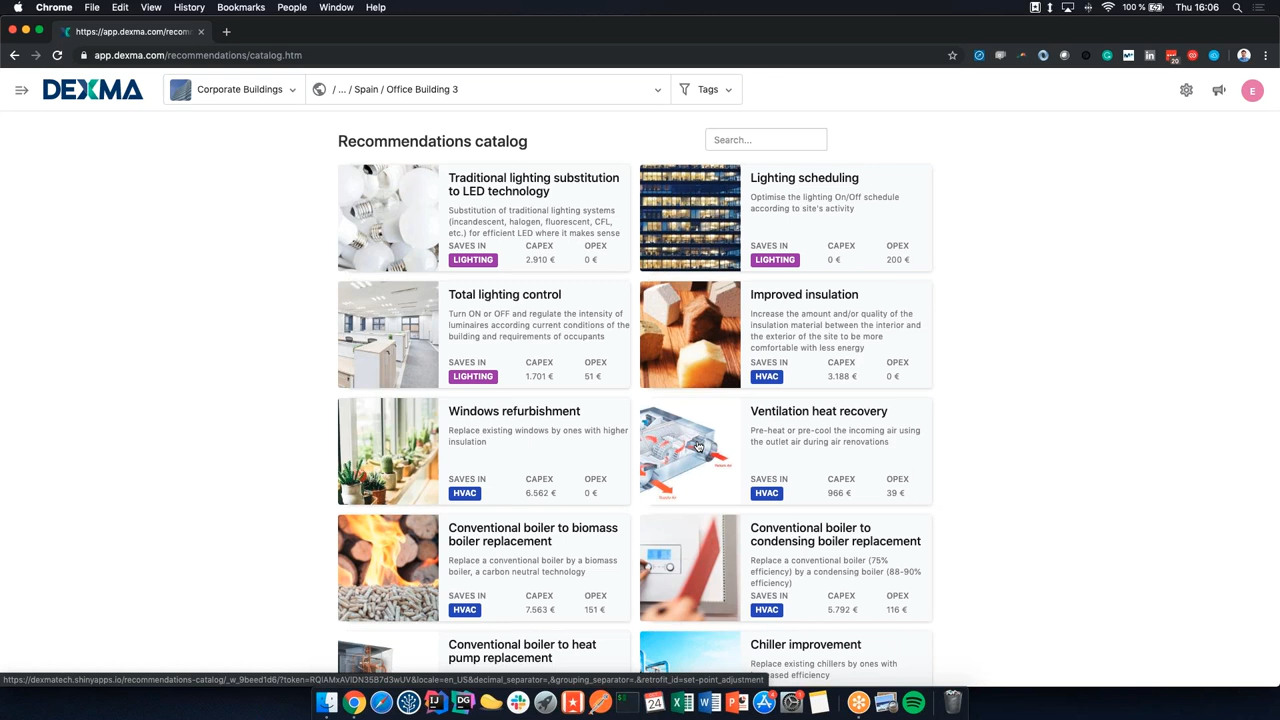 Chrome File Edit View History Bookmarks People Window Help 100 % Thu 16:06
https://app.dexma.com/recom
app.dexma.com/recommendations/catalog.htm
20
DEXMA Corporate Buildings / ... / Spain / Office Building 3 Tags E
Recommendations catalog Search...
Traditional lighting substitution
to LED technology
Substitution of traditional lighting systems
(incandescent, halogen, fluorescent, CFL,
etc.) for efficient LED where it makes sense
SAVES IN CAPEX OPEX
LIGHTING 2.910 € 0 €
Lighting scheduling
Optimise the lighting On/Off schedule
according to site's activity
SAVES IN CAPEX OPEX
LIGHTING 0 € 200 €
Total lighting control
Turn ON or OFF and regulate the intensity of
luminaires according current conditions of the
building and requirements of occupants
SAVES IN CAPEX OPEX
LIGHTING 1.701 € 51 €
Improved insulation
Increase the amount and/or quality of the
insulation material between the interior and
the exterior of the site to be more
comfortable with less energy
SAVES IN CAPEX OPEX
HVAC 3.188 € 0 €
Windows refurbishment
Replace existing windows by ones with higher
insulation
SAVES IN CAPEX OPEX
HVAC 6.562 € 0 €
Ventilation heat recovery
Pre-heat or pre-cool the incoming air using
the outlet air during air renovations
SAVES IN CAPEX OPEX
HVAC 966 € 39 €
Conventional boiler to biomass
boiler replacement
Replace a conventional boiler by a biomass
boiler, a carbon neutral technology
SAVES IN CAPEX OPEX
HVAC 7.563 € 151 €
Conventional boiler to
condensing boiler replacement
Replace a conventional boiler (75%
efficiency) by a condensing boiler (88-90%
efficiency)
SAVES IN CAPEX OPEX
HVAC 5.792 € 116 €
Conventional boiler to heat
pump replacement
Chiller improvement
Replace existing chillers by ones with
ased efficiency